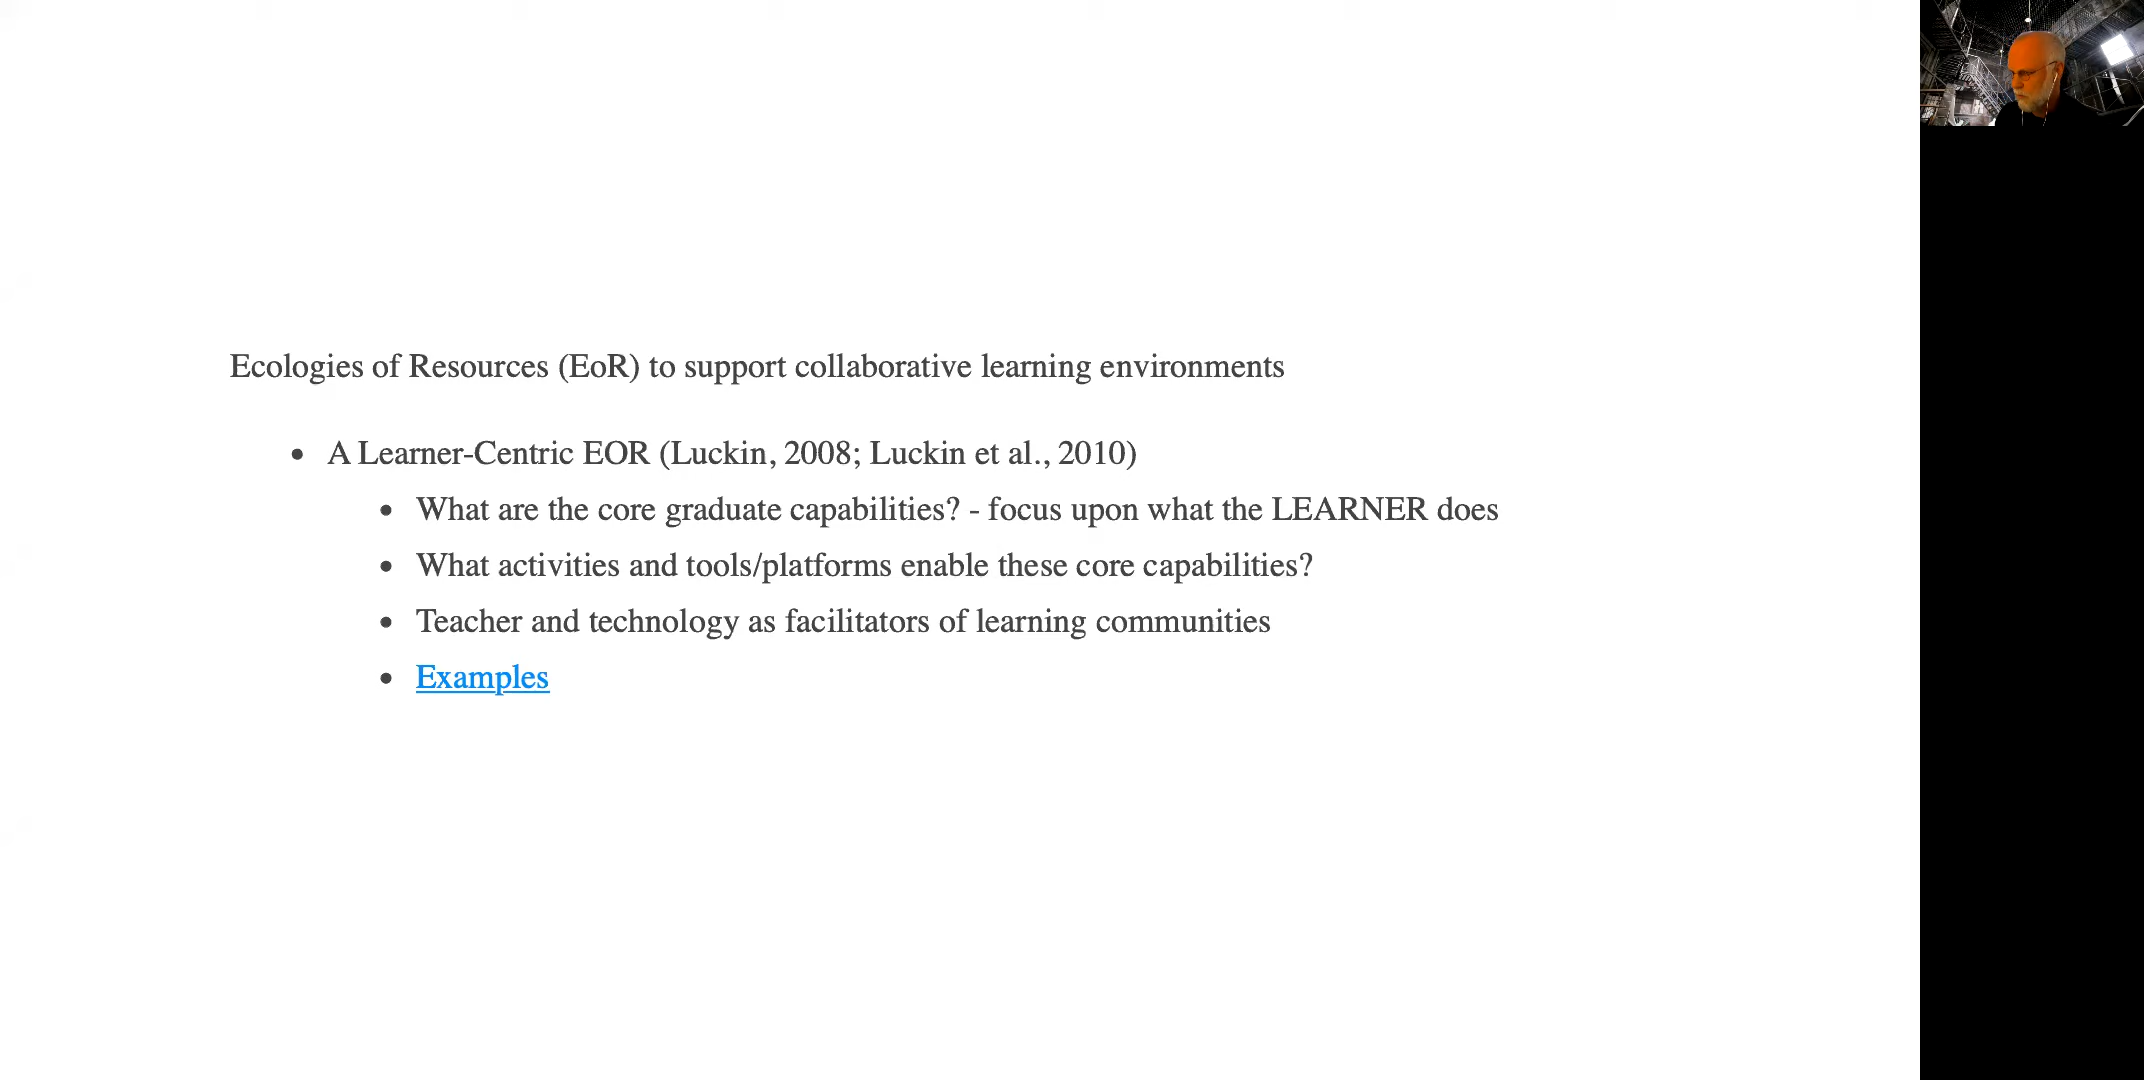 Ecologies of Resources (EoR) to support collaborative learning environments
• A Learner-Centric EOR (Luckin, 2008; Luckin et al., 2010)
• What are the core graduate capabilities? - focus upon what the LEARNER does
• What activities and tools/platforms enable these core capabilities?
• Teacher and technology as facilitators of learning communities
• Examples